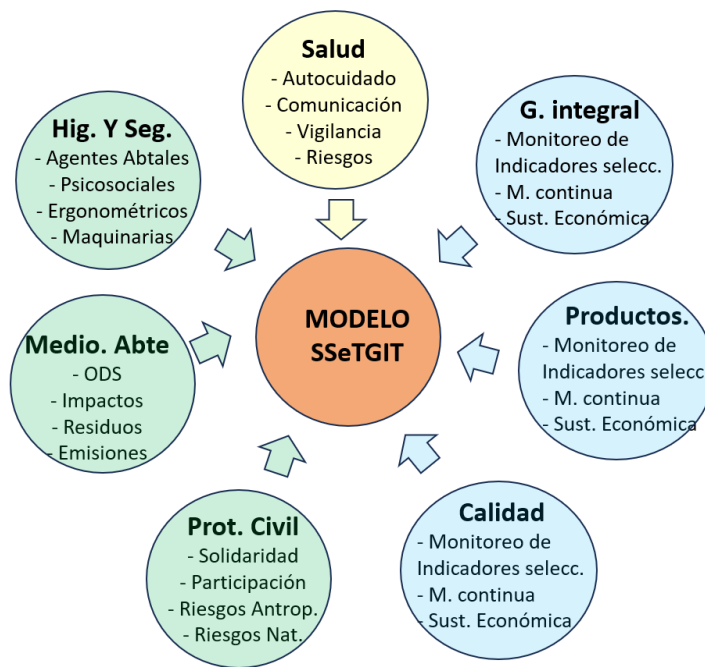 Salud
- Autocuidado
- Comunicación
- Vigilancia
- Riesgos
G. integral
- Monitoreo de
Indicadores selecc.
- M. continua
- Sust. Económica
Productos.
- Monitoreo de
Indicadores selecc.
- M. continua
- Sust. Económica
Calidad
- Monitoreo de
Indicadores selecc.
- M. continua
- Sust. Económica
Prot. Civil
- Solidaridad
- Participación
- Riesgos Antrop.
- Riesgos Nat.
Medio. Abte
- ODS
- Impactos
- Residuos
- Emisiones
Hig. Y Seg.
- Agentes Abtales
- Psicosociales
- Ergonométricos
- Maquinarias
MODELO
SSeTGIT